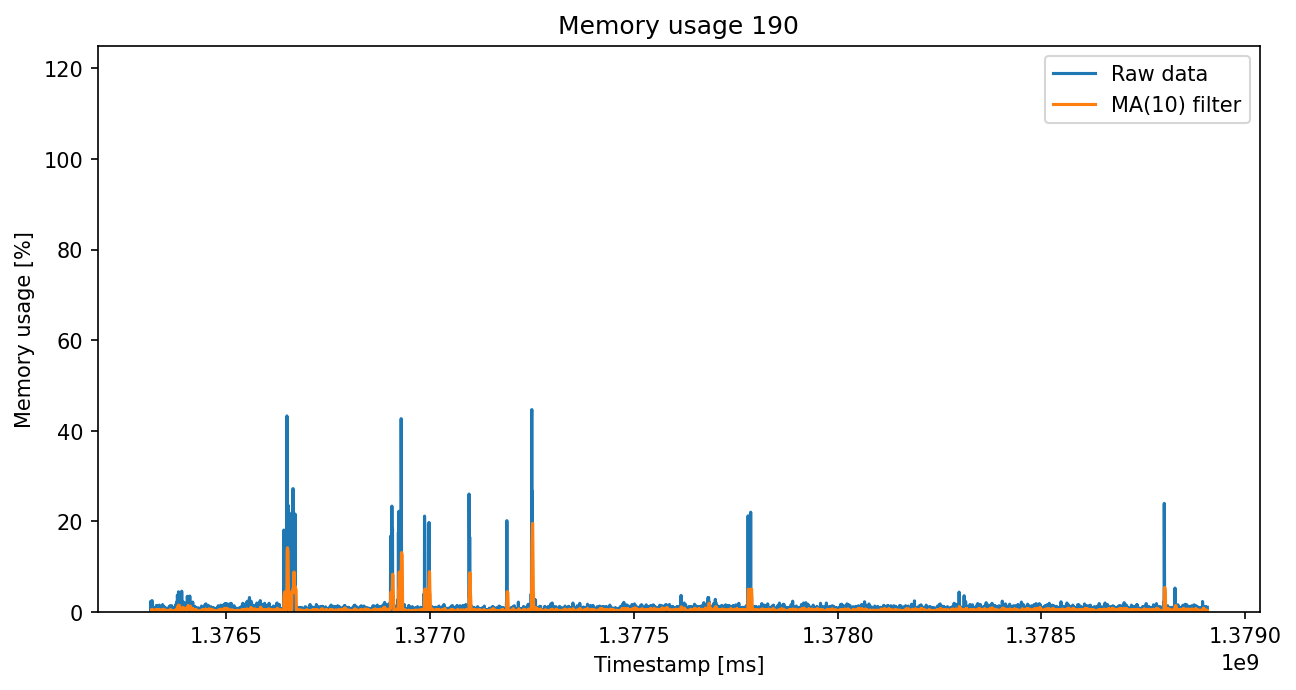 Memory usage 190
Raw data
MA(10) filter
Memory usage [%]
120
100
80
60
40
20
0
1.3765 1.3770 1.3775 1.3780 1.3785 1.3790
1e9
Timestamp [ms]